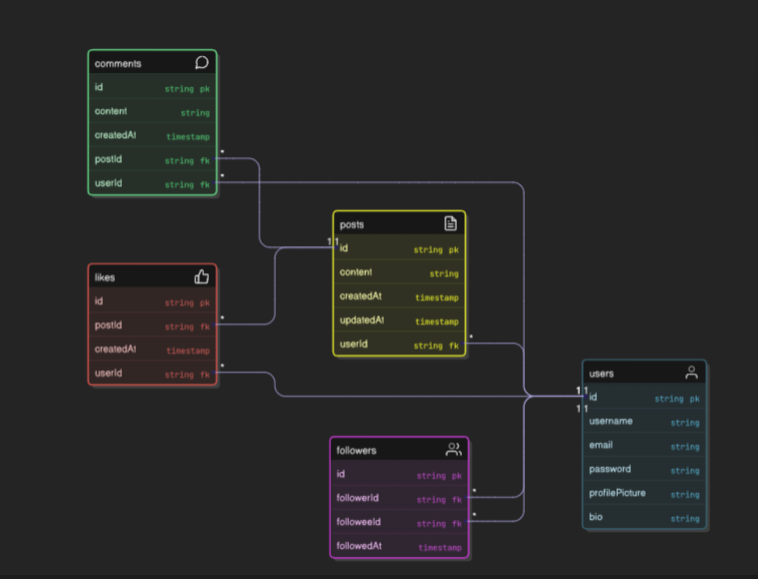 comments
id string pk
content string
createdAt timestamp
postId string fk *
userId string fk *
posts
1 1 id string pk
content string
createdAt timestamp
updatedAt timestamp
userId string fk *
likes
id string pk
postId string fk *
createdAt timestamp
userId string fk *
users
1 1 id string pk
1 1
username string
email string
password string
profilePicture string
bio string
followers
id string pk
followerId string fk *
followeeId string fk *
followedAt timestamp